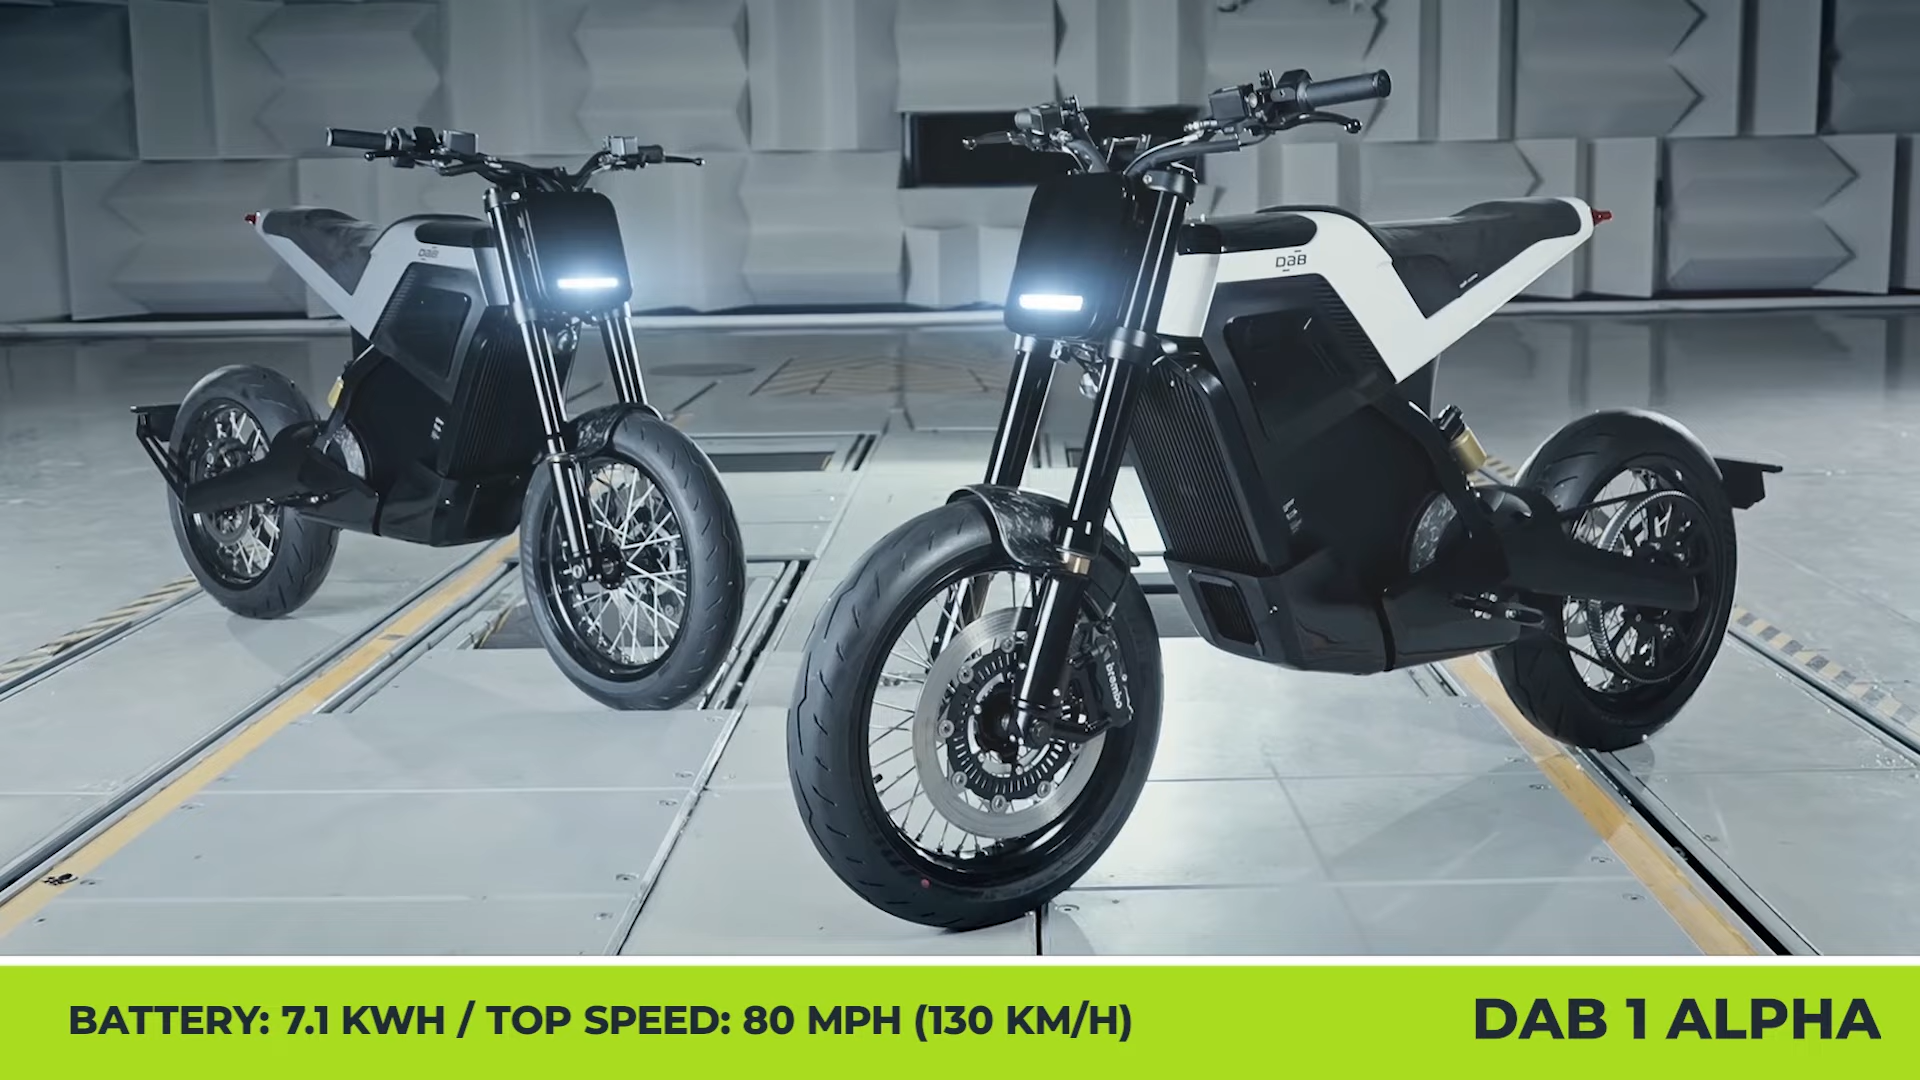 DAB
DAB
brembo
BATTERY: 7.1 KWH / TOP SPEED: 80 MPH (130 KM/H)
DAB 1 ALPHA